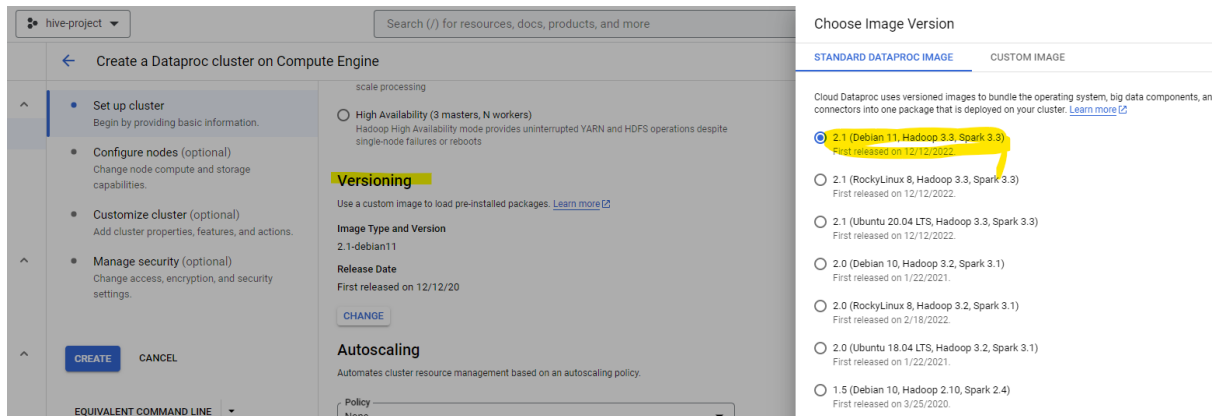 hive-project
Search (/) for resources, docs, products, and more
Create a Dataproc cluster on Compute Engine
Set up cluster
Begin by providing basic information.
Configure nodes (optional)
Change node compute and storage
capabilities.
Customize cluster (optional)
Add cluster properties, features, and actions.
Manage security (optional)
Change access, encryption, and security
settings.
CREATE CANCEL
EQUIVALENT COMMAND LINE
scale processing
High Availability (3 masters, N workers)
Hadoop High Availability mode provides uninterrupted YARN and HDFS operations despite
single-node failures or reboots
Versioning
Use a custom image to load pre-installed packages. Learn more
Image Type and Version
2.1-debian11
Release Date
First released on 12/12/20
CHANGE
Autoscaling
Automates cluster resource management based on an autoscaling policy.
Policy
None
Choose Image Version
STANDARD DATAPROC IMAGE CUSTOM IMAGE
Cloud Dataproc uses versioned images to bundle the operating system, big data components, an
connectors into one package that is deployed on your cluster. Learn more
2.1 (Debian 11, Hadoop 3.3, Spark 3.3)
First released on 12/12/2022.
2.1 (RockyLinux 8, Hadoop 3.3, Spark 3.3)
First released on 12/12/2022.
2.1 (Ubuntu 20.04 LTS, Hadoop 3.3, Spark 3.3)
First released on 12/12/2022.
2.0 (Debian 10, Hadoop 3.2, Spark 3.1)
First released on 1/22/2021.
2.0 (RockyLinux 8, Hadoop 3.2, Spark 3.1)
First released on 2/18/2022.
2.0 (Ubuntu 18.04 LTS, Hadoop 3.2, Spark 3.1)
First released on 1/22/2021.
1.5 (Debian 10, Hadoop 2.10, Spark 2.4)
First released on 3/25/2020.